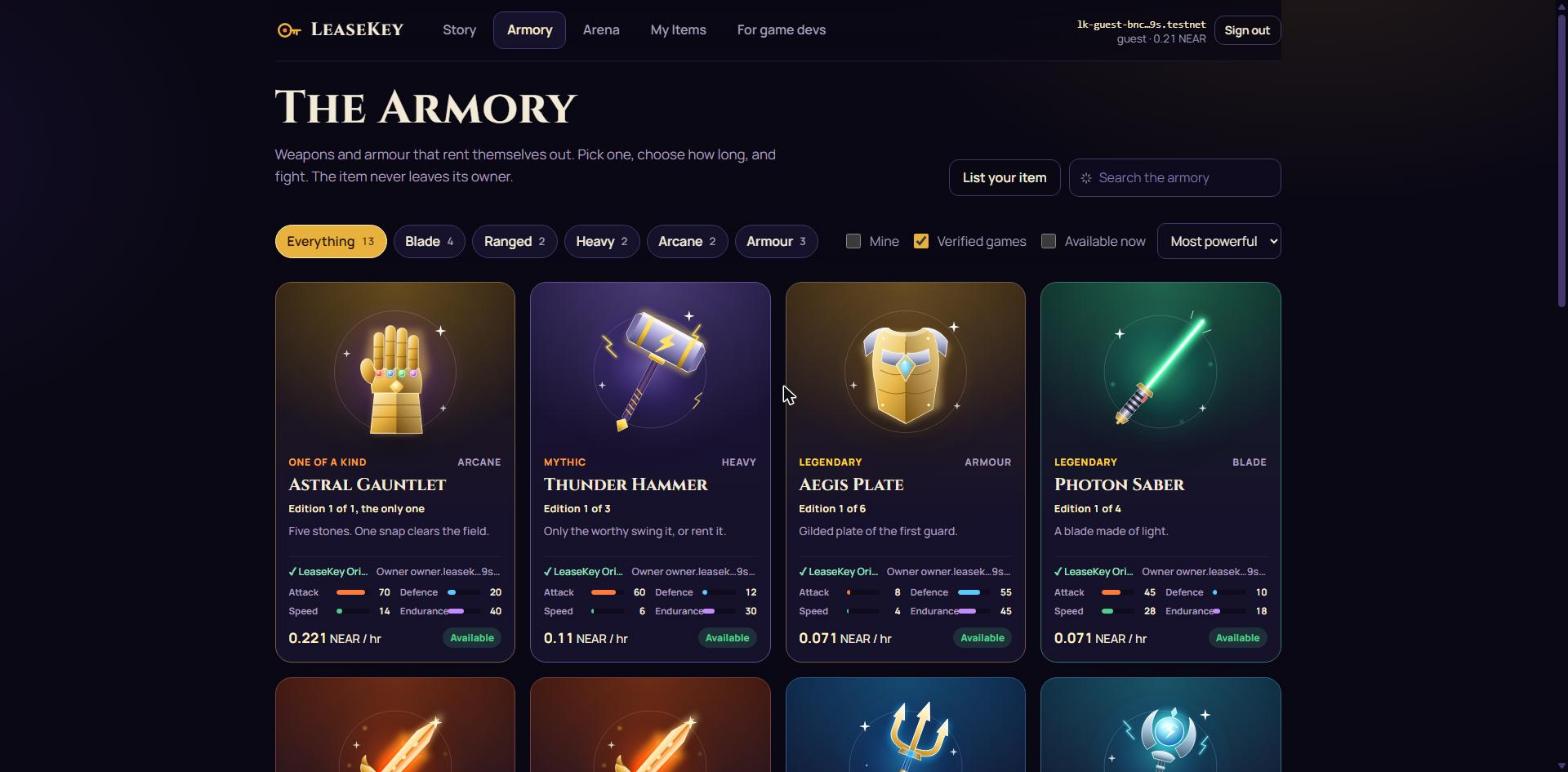 LEASEKEY
Story
Armory
Arena
My Items
For game devs
lk-guest-bnc…9s.testnet
guest · 0.21 NEAR
Sign out
THE ARMORY
Weapons and armour that rent themselves out. Pick one, choose how long, and
fight. The item never leaves its owner.
List your item
Search the armory
Everything 13
Blade 4
Ranged 2
Heavy 2
Arcane 2
Armour 3
Mine
Verified games
Available now
Most powerful
ONE OF A KIND ARCANE
ASTRAL GAUNTLET
Edition 1 of 1, the only one
Five stones. One snap clears the field.
✓ LeaseKey Ori… Owner owner.leasek…9s…
Attack 70 Defence 20
Speed 14 Endurance 40
0.221 NEAR / hr Available
MYTHIC HEAVY
THUNDER HAMMER
Edition 1 of 3
Only the worthy swing it, or rent it.
✓ LeaseKey Ori… Owner owner.leasek…9s…
Attack 60 Defence 12
Speed 6 Endurance 30
0.11 NEAR / hr Available
LEGENDARY ARMOUR
AEGIS PLATE
Edition 1 of 6
Gilded plate of the first guard.
✓ LeaseKey Ori… Owner owner.leasek…9s…
Attack 8 Defence 55
Speed 4 Endurance 45
0.071 NEAR / hr Available
LEGENDARY BLADE
PHOTON SABER
Edition 1 of 4
A blade made of light.
✓ LeaseKey Ori… Owner owner.leasek…9s…
Attack 45 Defence 10
Speed 28 Endurance 18
0.071 NEAR / hr Available